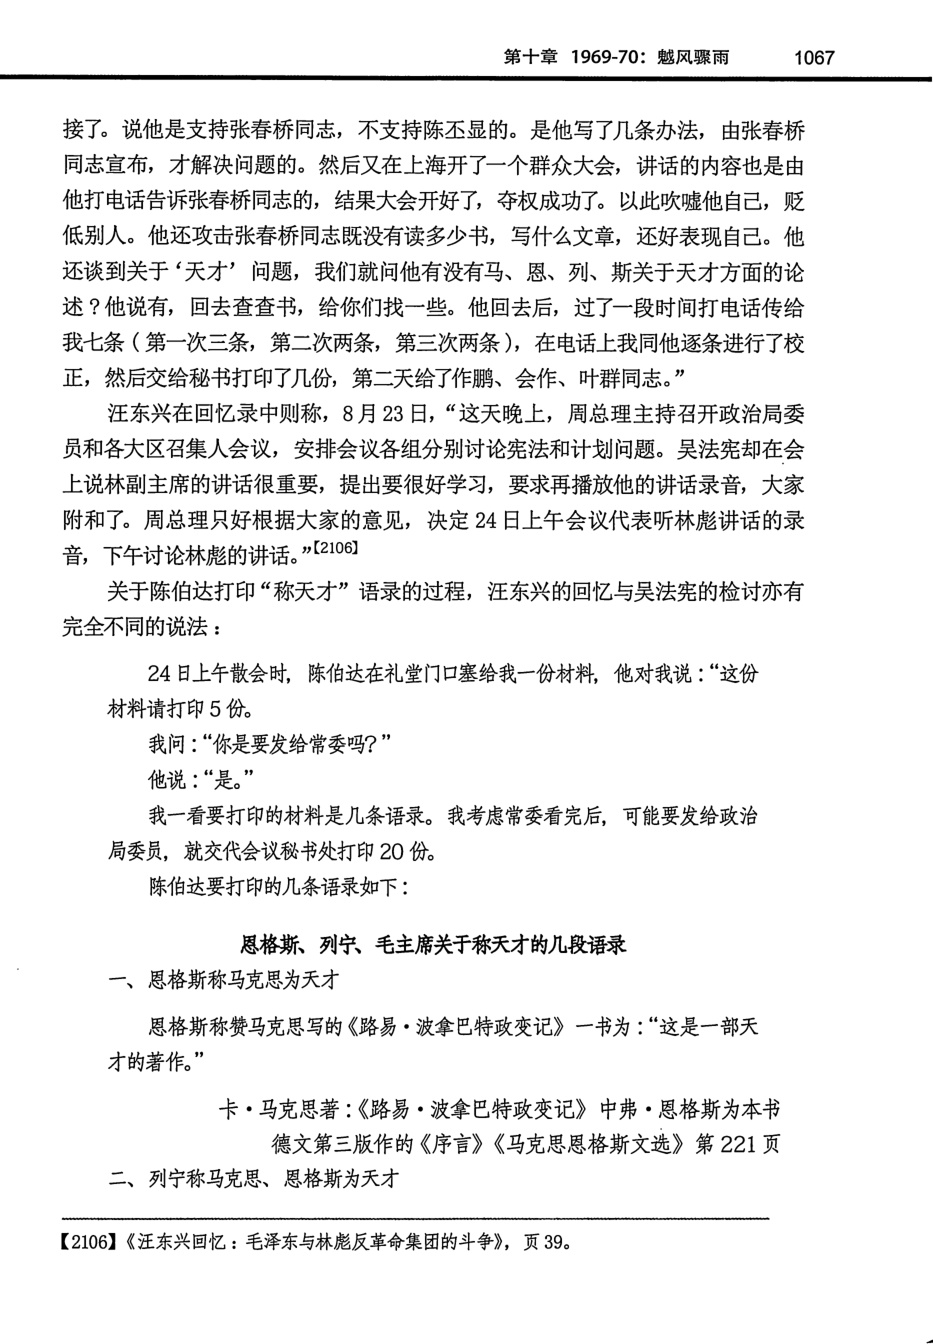 第十章 1969-70：魃风骤雨 1067
接了。说他是支持张春桥同志，不支持陈丕显的。是他写了几条办法，由张春桥
同志宣布，才解决问题的。然后又在上海开了一个群众大会，讲话的内容也是由
他打电话告诉张春桥同志的，结果大会开好了，夺权成功了。以此吹嘘他自己，贬
低别人。他还攻击张春桥同志既没有读多少书，写什么文章，还好表现自己。他
还谈到关于‘天才’问题，我们就问他有没有马、恩、列、斯关于天才方面的论
述？他说有，回去查查书，给你们找一些。他回去后，过了一段时间打电话传给
我七条（第一次三条，第二次两条，第三次两条），在电话上我同他逐条进行了校
正，然后交给秘书打印了几份，第二天给了作鹏、会作、叶群同志。”
汪东兴在回忆录中则称，8月23日，“这天晚上，周总理主持召开政治局委
员和各大区召集人会议，安排会议各组分别讨论宪法和计划问题。吴法宪却在会
上说林副主席的讲话很重要，提出要很好学习，要求再播放他的讲话录音，大家
附和了。周总理只好根据大家的意见，决定24日上午会议代表听林彪讲话的录
音，下午讨论林彪的讲话。”【2106】
关于陈伯达打印“称天才”语录的过程，汪东兴的回忆与吴法宪的检讨亦有
完全不同的说法：
24日上午散会时，陈伯达在礼堂门口塞给我一份材料，他对我说：“这份
材料请打印5份。
我问：“你是要发给常委吗？”
他说：“是。”
我一看要打印的材料是几条语录。我考虑常委看完后，可能要发给政治
局委员，就交代会议秘书处打印20份。
陈伯达要打印的几条语录如下：
恩格斯、列宁、毛主席关于称天才的几段语录
一、恩格斯称马克思为天才
恩格斯称赞马克思写的《路易·波拿巴特政变记》一书为：“这是一部天
才的著作。”
卡·马克思著：《路易·波拿巴特政变记》中弗·恩格斯为本书
德文第三版作的《序言》《马克思恩格斯文选》第221页
二、列宁称马克思、恩格斯为天才
【2106】《汪东兴回忆：毛泽东与林彪反革命集团的斗争》，页39。